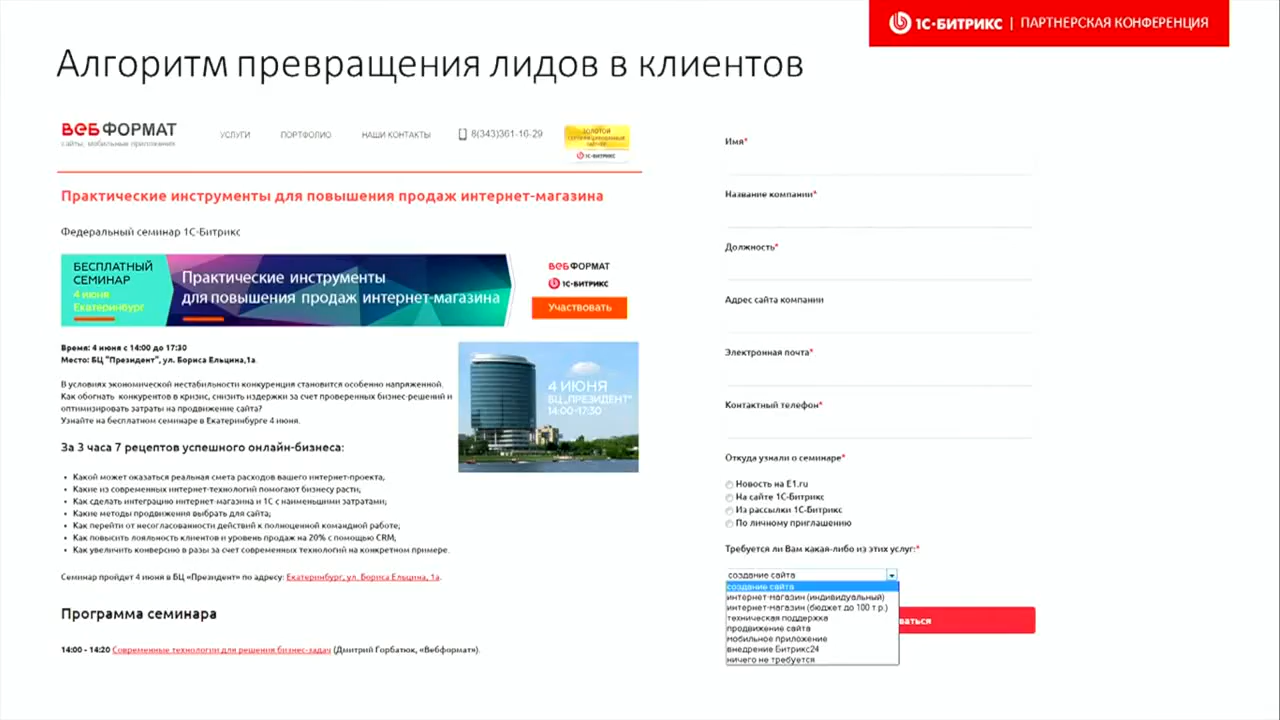 1С-БИТРИКС | ПАРТНЕРСКАЯ КОНФЕРЕНЦИЯ
Алгоритм превращения лидов в клиентов
ВЕБФОРМАТ
сайты, мобильные приложения
УСЛУГИ
ПОРТФОЛИО
НАШИ КОНТАКТЫ
8(343)361-16-29
ЗОЛОТОЙ
СЕРТИФИЦИРОВАННЫЙ
ПАРТНЕР
1С-БИТРИКС
Практические инструменты для повышения продаж интернет-магазина
Федеральный семинар 1С-Битрикс
БЕСПЛАТНЫЙ
СЕМИНАР
4 июня
Екатеринбург
Практические инструменты
для повышения продаж интернет-магазина
ВЕБФОРМАТ
1С-БИТРИКС
Участвовать
Время: 4 июня с 14:00 до 17:30
Место: БЦ "Президент", ул. Бориса Ельцина,1а.
В условиях экономической нестабильности конкуренция становится особенно напряженной.
Как обогнать конкурентов в кризис, снизить издержки за счет проверенных бизнес-решений и
оптимизировать затраты на продвижение сайта?
Узнайте на бесплатном семинаре в Екатеринбурге 4 июня.
4 ИЮНЯ
БЦ „ПРЕЗИДЕНТ"
14:00-17:30
За 3 часа 7 рецептов успешного онлайн-бизнеса:
• Какой может оказаться реальная смета расходов вашего интернет-проекта,
• Какие из современных интернет-технологий помогают бизнесу расти;
• Как сделать интеграцию интернет-магазина и 1С с наименьшими затратами;
• Какие методы продвижения выбрать для сайта;
• Как перейти от несогласованности действий к полноценной командной работе;
• Как повысить лояльность клиентов и уровень продаж на 20% с помощью CRM;
• Как увеличить конверсию в разы за счет современных технологий на конкретном примере.
Семинар пройдет 4 июня в БЦ «Президент» по адресу: Екатеринбург, ул. Бориса Ельцина, 1а.
Программа семинара
14:00 - 14:20 Современные технологии для решения бизнес-задач (Дмитрий Горбатюк, «Вебформат»).
Имя*
Название компании*
Должность*
Адрес сайта компании
Электронная почта*
Контактный телефон*
Откуда узнали о семинаре*
Новость на E1.ru
На сайте 1С-Битрикс
Из рассылки 1С-Битрикс
По личному приглашению
Требуется ли Вам какая-либо из этих услуг:*
создание сайта
создание сайта
интернет-магазин (индивидуальный)
интернет-магазин (бюджет до 100 т.р.)
техническая поддержка
продвижение сайта
мобильное приложение
внедрение Битрикс24
ничего не требуется
ваться